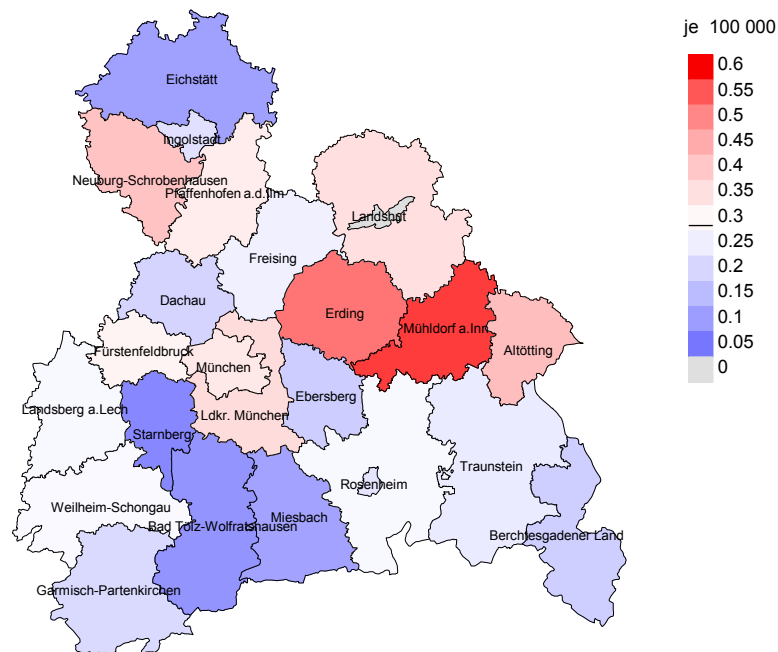 je 100 000
0.6
0.55
0.5
0.45
0.4
0.35
0.3
0.25
0.2
0.15
0.1
0.05
0
Eichstätt
Ingolstadt
Neuburg-Schrobenhausen
Pfaffenhofen a.d.Ilm
Landshst
Freising
Dachau
Erding
Mühldorf a.Inn
Altötting
Fürstenfeldbruck
München
Ebersberg
Landsberg a.Lech
Ldkr. München
Starnberg
Traunstein
Rosenheim
Weilheim-Schongau
Miesbach
Bad Tölz-Wolfratshausen
Berchtesgadener Land
Garmisch-Partenkirchen